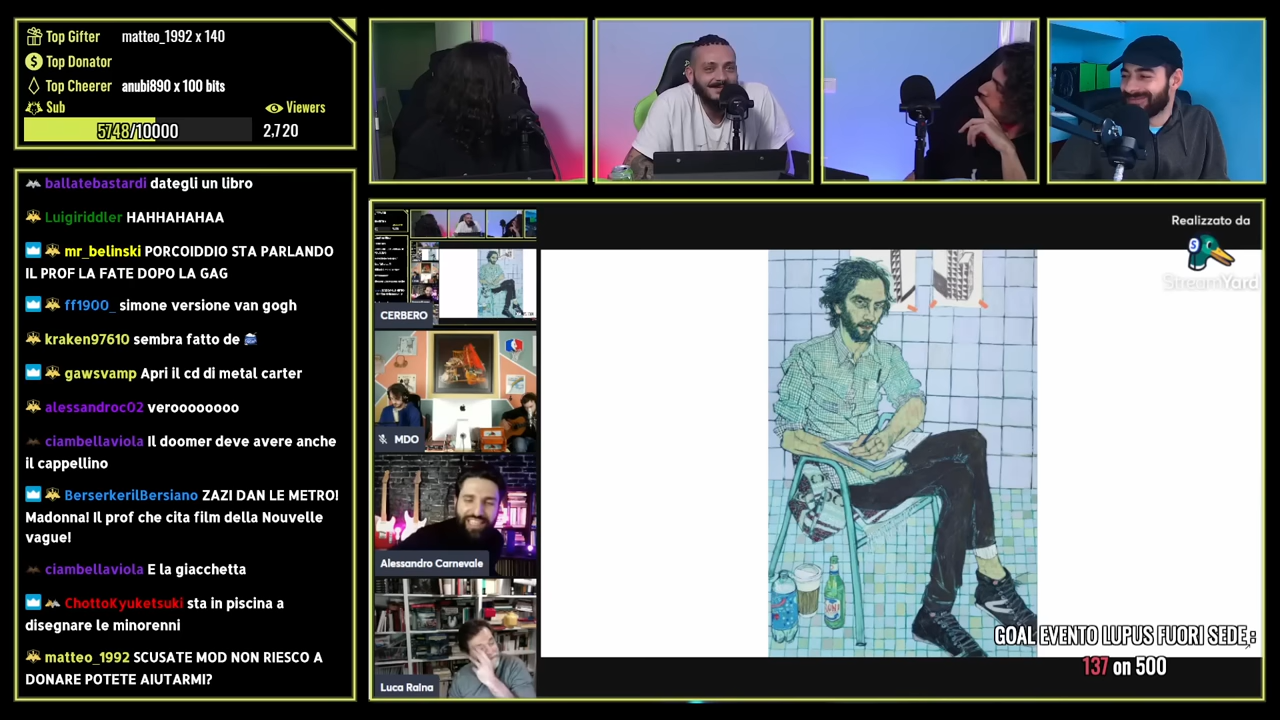 Top Gifter matteo_1992 x 140
Top Donator
Top Cheerer anubi890 x 100 bits
Sub Viewers
5748/10000 2,720
ballatebastardi dategli un libro
Luigiriddler HAHHAHAHAA
mr_belinski PORCOIDDIO STA PARLANDO
IL PROF LA FATE DOPO LA GAG
ff1900_ simone versione van gogh
kraken97610 sembra fatto de
gawsvamp Apri il cd di metal carter
alessandroc02 verooooooo
ciambellaviola Il doomer deve avere anche
il cappellino
BerserkerilBersiano ZAZI DAN LE METRO!
Madonna! Il prof che cita film della Nouvelle
vague!
ciambellaviola E la giacchetta
ChottoKyuketsuki sta in piscina a
disegnare le minorenni
matteo_1992 SCUSATE MOD NON RIESCO A
DONARE POTETE AIUTARMI?
Realizzato da
S
StreamYard
CERBERO
MDO
Alessandro Carnevale
Luca Raina
GOAL EVENTO LUPUS FUORI SEDE :
137 on 500